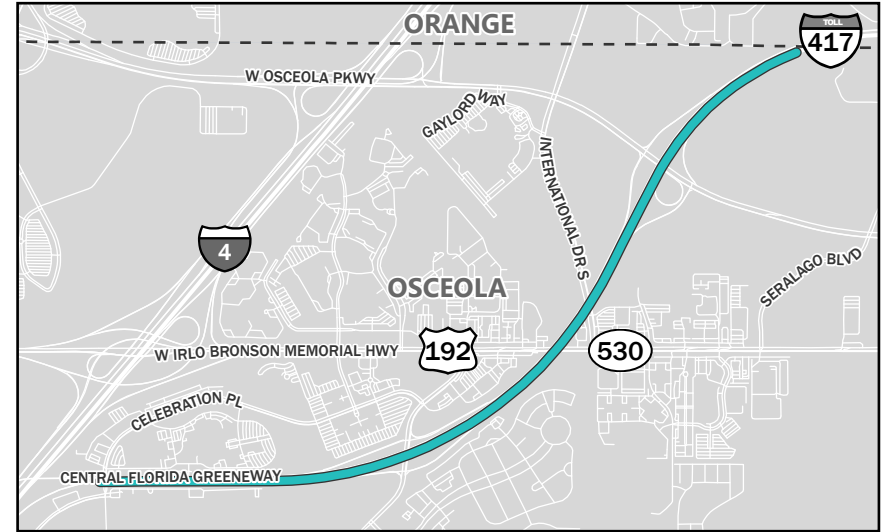 ORANGE
TOLL
417
W OSCEOLA PKWY
GAYLORD WAY
INTERNATIONAL DR S
4
SERALAGO BLVD
OSCEOLA
W IRLO BRONSON MEMORIAL HWY
192
530
CELEBRATION PL
CENTRAL FLORIDA GREENEWAY